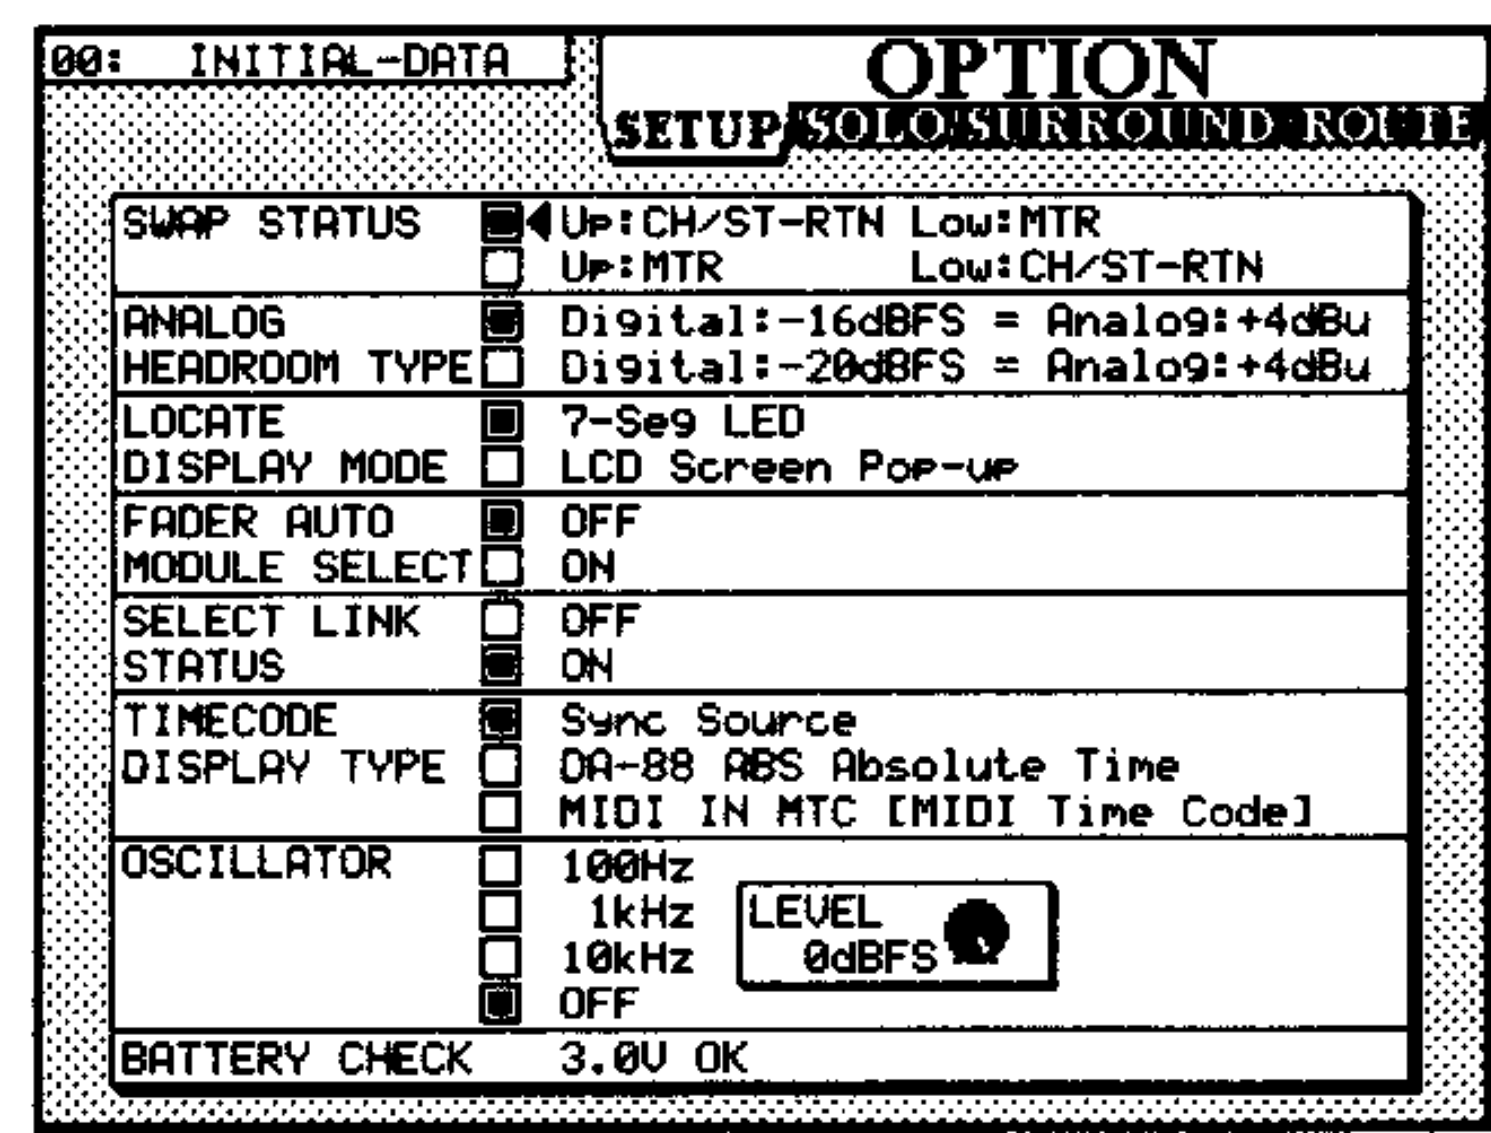 00: INITIAL-DATA
OPTION
SETUP SOLO SURROUND ROUTE
SWAP STATUS Up:CH/ST-RTN Low:MTR
Up:MTR Low:CH/ST-RTN
ANALOG Digital:-16dBFS = Analog:+4dBu
HEADROOM TYPE Digital:-20dBFS = Analog:+4dBu
LOCATE 7-Seg LED
DISPLAY MODE LCD Screen Pop-up
FADER AUTO OFF
MODULE SELECT ON
SELECT LINK OFF
STATUS ON
TIMECODE Sync Source
DISPLAY TYPE DA-88 ABS Absolute Time
MIDI IN MTC [MIDI Time Code]
OSCILLATOR 100Hz
1kHz LEVEL
10kHz 0dBFS
OFF
BATTERY CHECK 3.0V OK